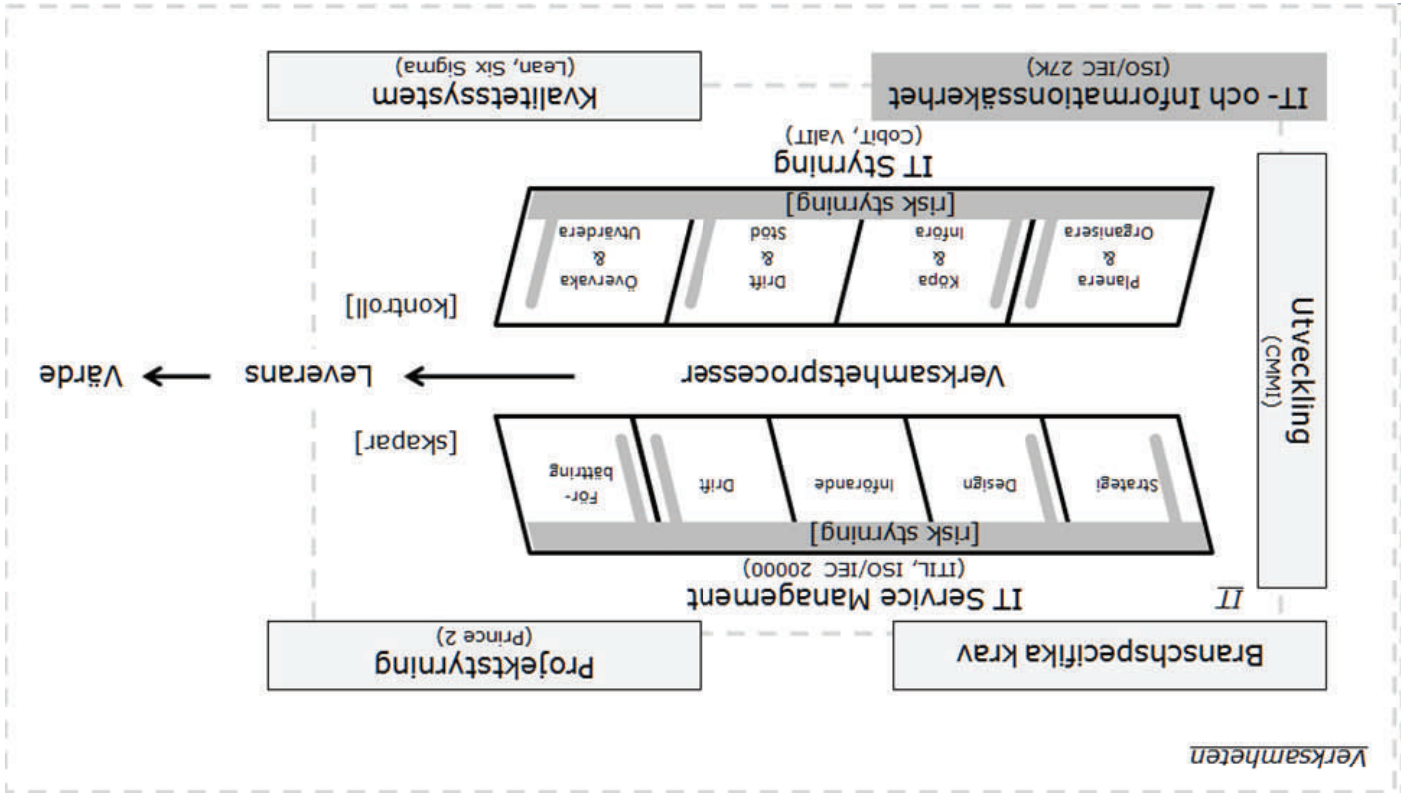 Verksamheten
Branschspecifika krav
Projektstyrning
(Prince 2)
IT
IT Service Management
(ITIL, ISO/IEC 20000)
[risk styrning]
Strategi
Design
Införande
Drift
För-
bättring
[skapar]
Utveckling
(CMMI)
Verksamhetsprocesser
Leverans
Värde
[kontroll]
Planera
&
Organisera
Köpa
&
Införa
Drift
&
Stöd
Övervaka
&
Utvärdera
[risk styrning]
IT Styrning
(CobiT, ValIT)
IT- och Informationssäkerhet
(ISO/IEC 27K)
Kvalitetssystem
(Lean, Six Sigma)